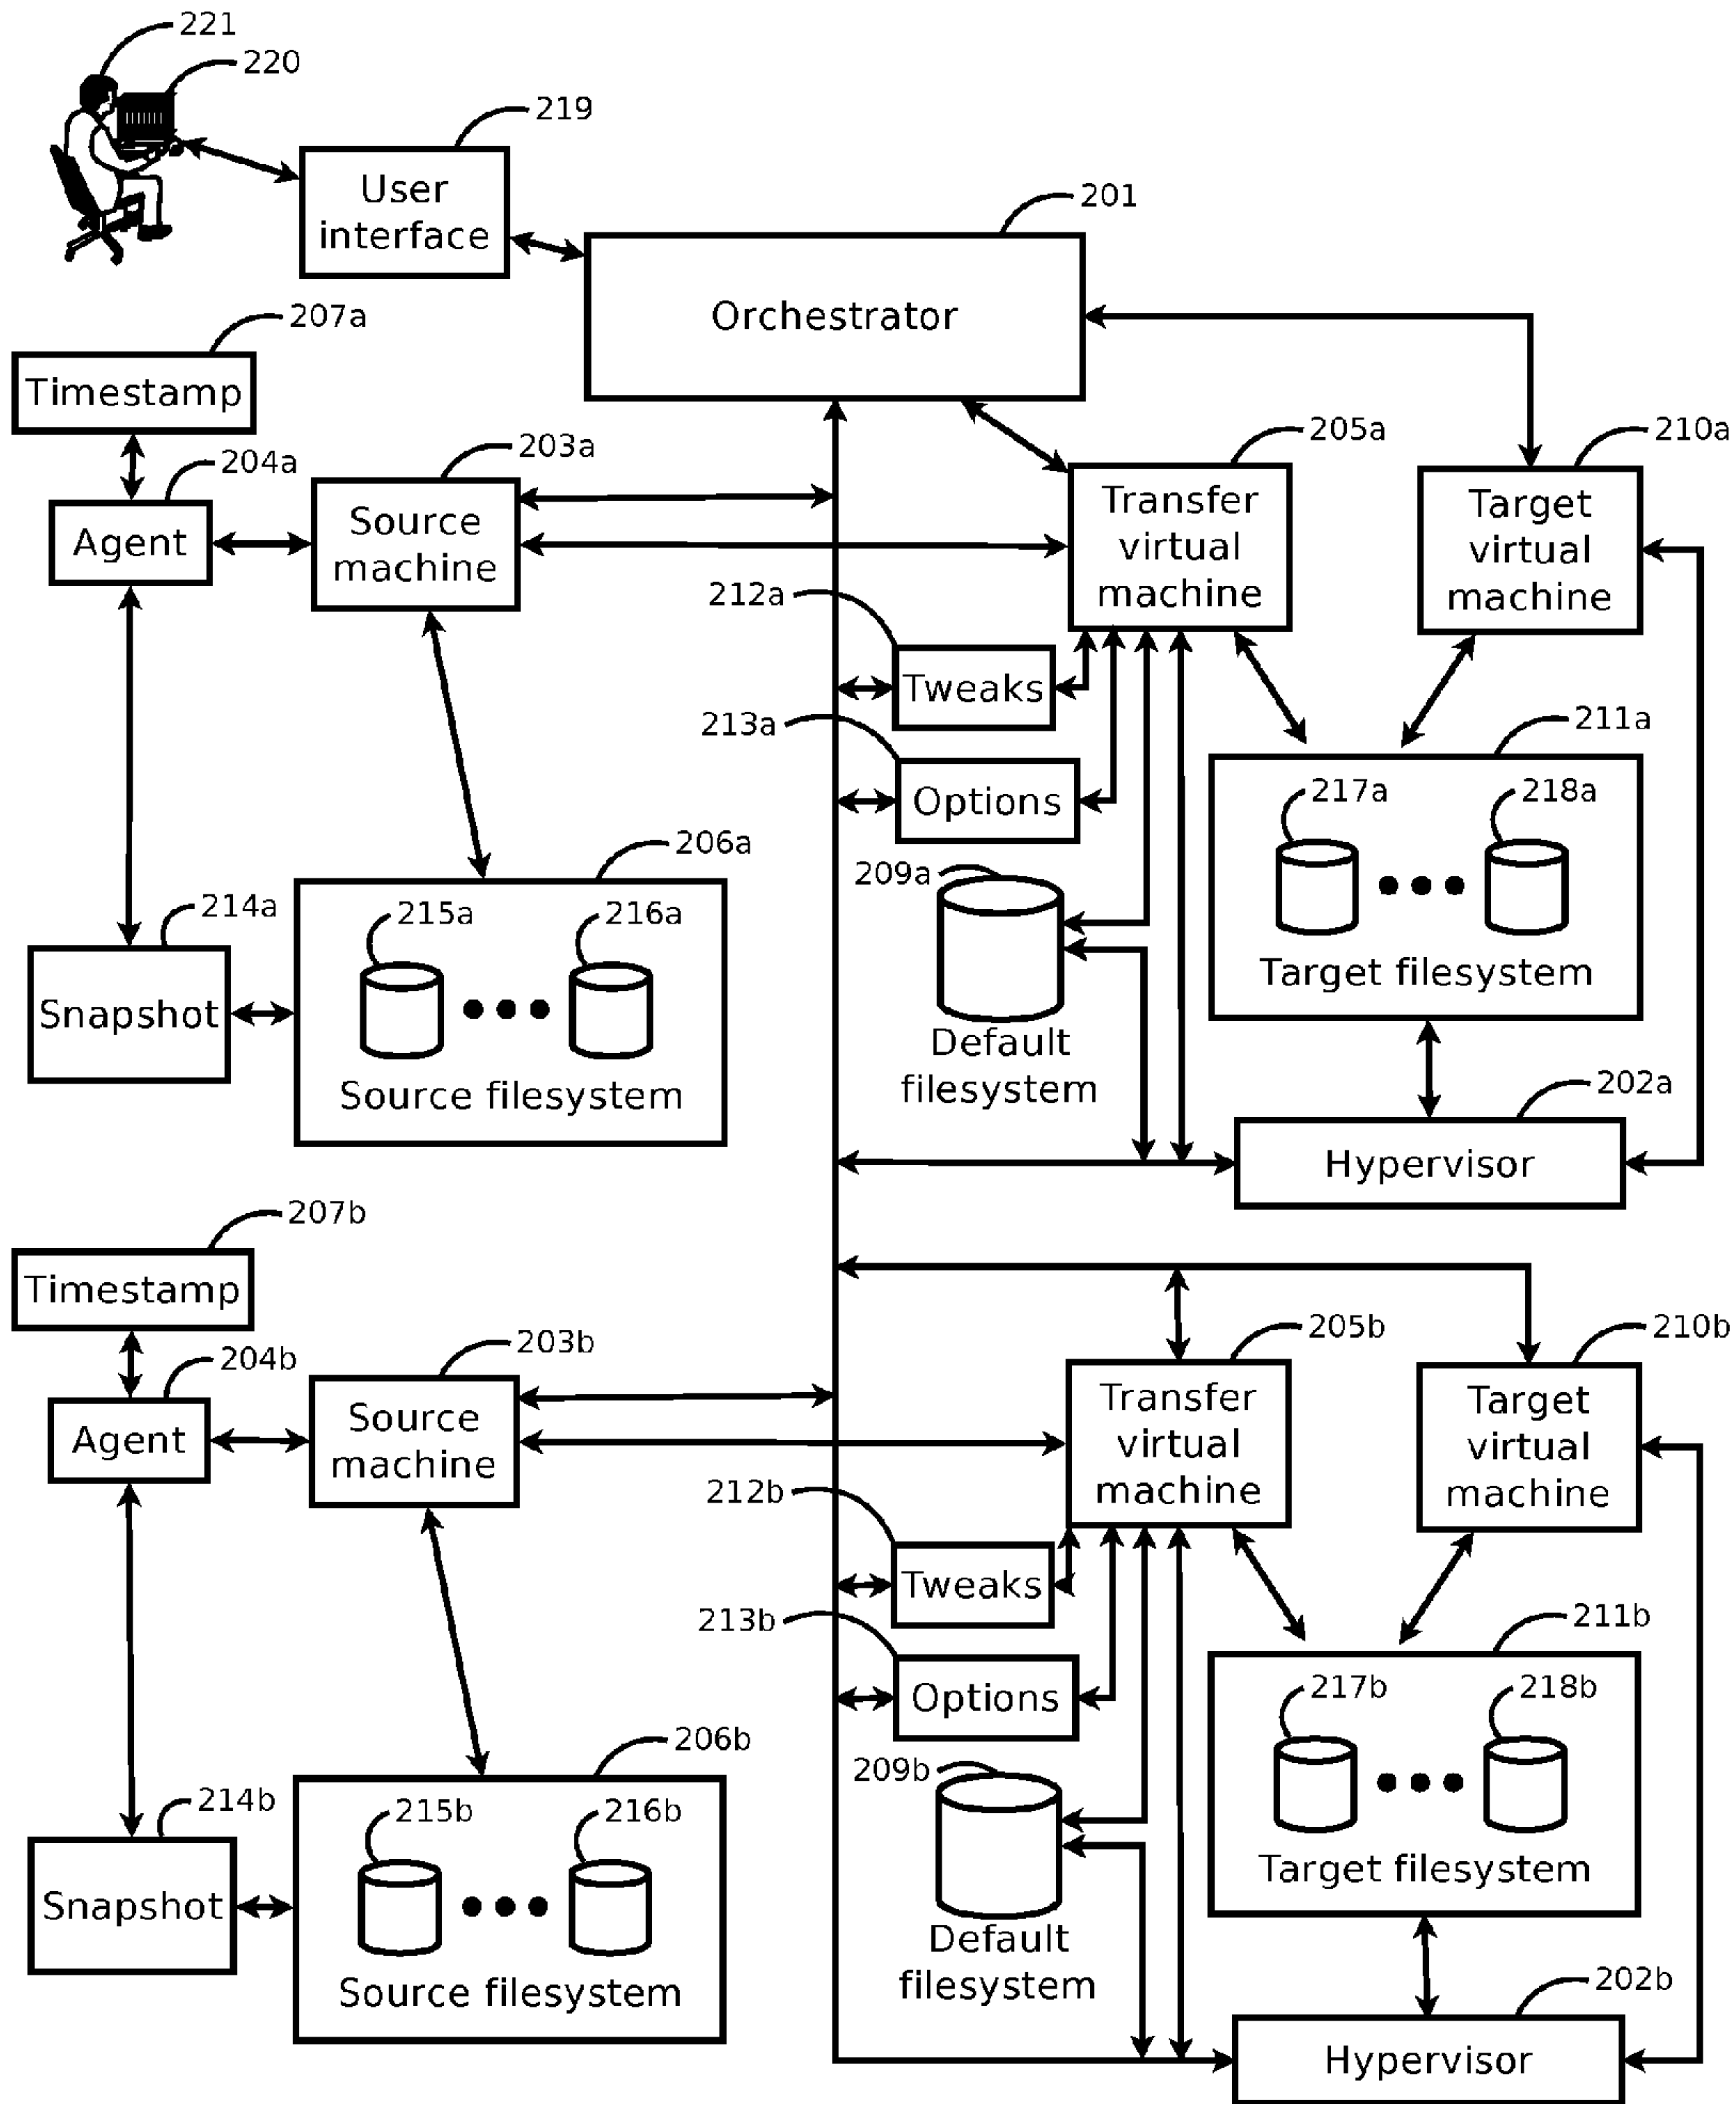 221
220
219
User
interface
201
Orchestrator
207a
Timestamp
204a
Agent
203a
Source
machine
205a
Transfer
virtual
machine
210a
Target
virtual
machine
212a
Tweaks
213a
Options
211a
217a
218a
Target filesystem
206a
215a
216a
Source filesystem
209a
Default
filesystem
214a
Snapshot
202a
Hypervisor
207b
Timestamp
204b
Agent
203b
Source
machine
205b
Transfer
virtual
machine
210b
Target
virtual
machine
212b
Tweaks
213b
Options
211b
217b
218b
Target filesystem
206b
215b
216b
Source filesystem
209b
Default
filesystem
214b
Snapshot
202b
Hypervisor